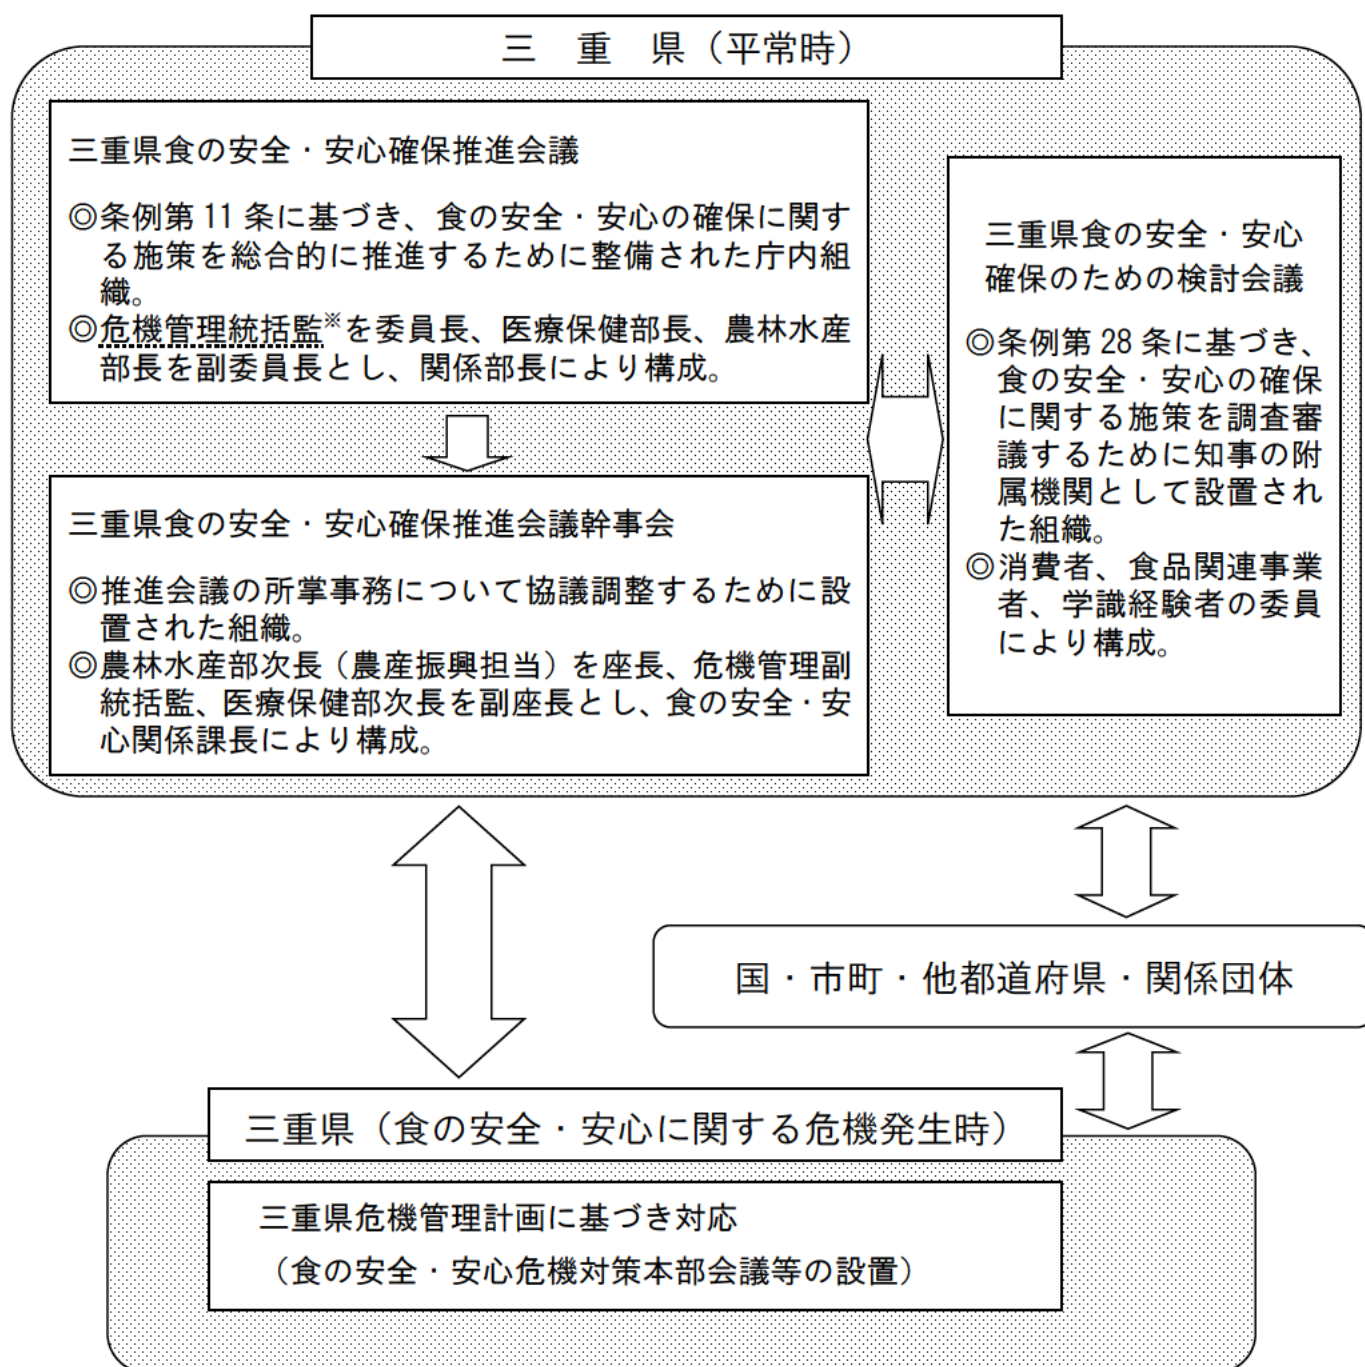 三　重　県（平常時）
三重県食の安全・安心確保推進会議
◎条例第 11 条に基づき、食の安全・安心の確保に関す
る施策を総合的に推進するために整備された庁内組
織。
◎危機管理統括監※を委員長、医療保健部長、農林水産
部長を副委員長とし、関係部長により構成。
三重県食の安全・安心確保推進会議幹事会
◎推進会議の所掌事務について協議調整するために設
置された組織。
◎農林水産部次長（農産振興担当）を座長、危機管理副
統括監、医療保健部次長を副座長とし、食の安全・安
心関係課長により構成。
三重県食の安全・安心
確保のための検討会議
◎条例第 28 条に基づき、
食の安全・安心の確保
に関する施策を調査審
議するために知事の附
属機関として設置され
た組織。
◎消費者、食品関連事業
者、学識経験者の委員
により構成。
国・市町・他都道府県・関係団体
三重県（食の安全・安心に関する危機発生時）
三重県危機管理計画に基づき対応
（食の安全・安心危機対策本部会議等の設置）